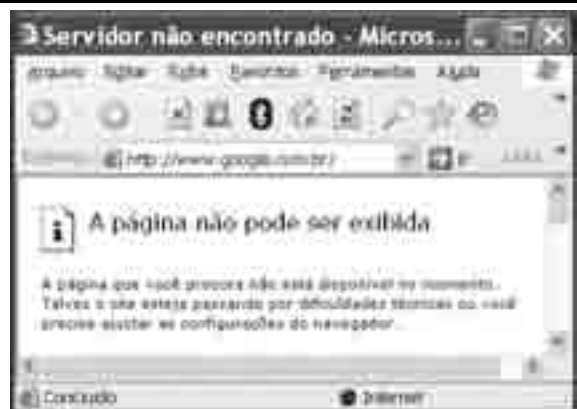 Servidor não encontrado - Micros...
Arquivo Editar Exibir Favoritos Ferramentas Ajuda
http://www.google.com.br/
A página não pode ser exibida
A página que você procura não está disponível no momento.
Talvez o site esteja passando por dificuldades técnicas ou você
precise ajustar as configurações do navegador.
Concluído Internet